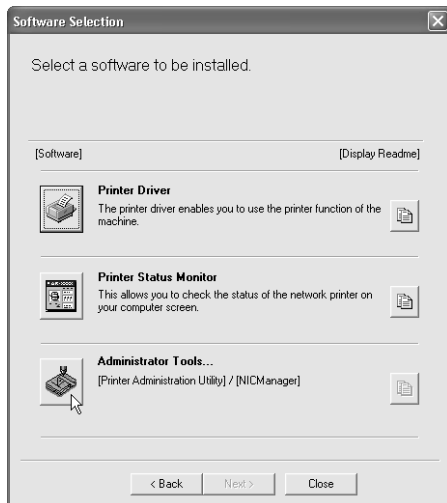 Software Selection
Select a software to be installed.
[Software]
[Display Readme]
Printer Driver
The printer driver enables you to use the printer function of the
machine.
Printer Status Monitor
This allows you to check the status of the network printer on
your computer screen.
Administrator Tools...
[Printer Administration Utility] / [NICManager]
< Back
Next >
Close